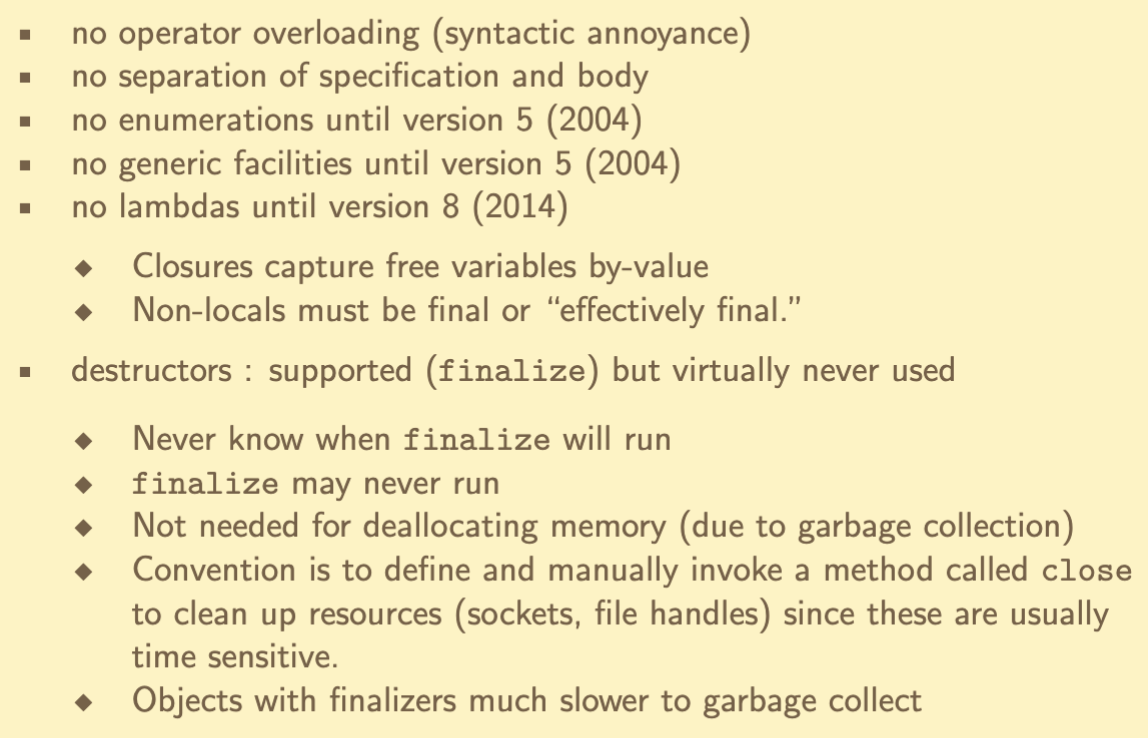 ▪ no operator overloading (syntactic annoyance)
▪ no separation of specification and body
▪ no enumerations until version 5 (2004)
▪ no generic facilities until version 5 (2004)
▪ no lambdas until version 8 (2014)
◆ Closures capture free variables by-value
◆ Non-locals must be final or “effectively final.”
▪ destructors : supported (finalize) but virtually never used
◆ Never know when finalize will run
◆ finalize may never run
◆ Not needed for deallocating memory (due to garbage collection)
◆ Convention is to define and manually invoke a method called close
to clean up resources (sockets, file handles) since these are usually
time sensitive.
◆ Objects with finalizers much slower to garbage collect